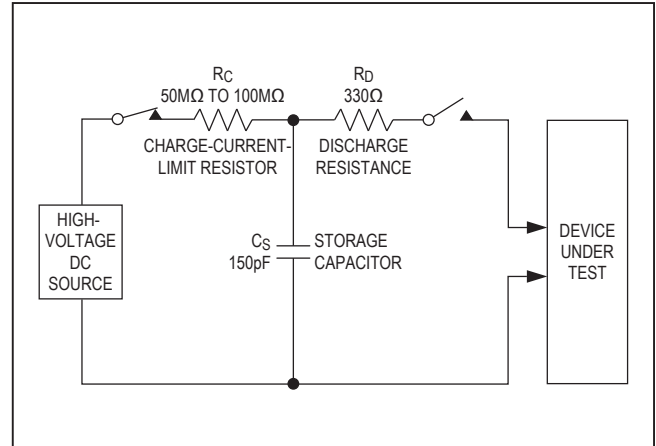 RC
50MΩ TO 100MΩ
CHARGE-CURRENT-
LIMIT RESISTOR
RD
330Ω
DISCHARGE
RESISTANCE
HIGH-
VOLTAGE
DC
SOURCE
CS
150pF
STORAGE
CAPACITOR
DEVICE
UNDER
TEST